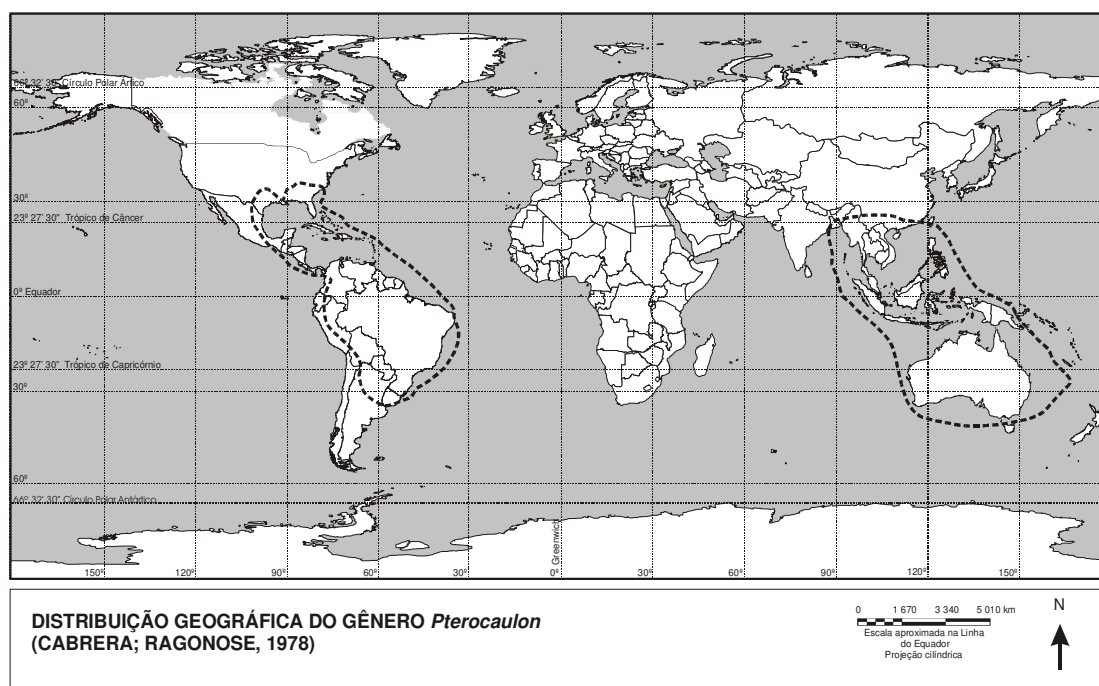 66º 32' 30" Círculo Polar Ártico
60º
30º
23º 27' 30" Trópico de Câncer
0º Equador
23º 27' 30" Trópico de Capricórnio
30º
60º
66º 32' 30" Círculo Polar Antártico
0º Greenwich
150º 120º 90º 60º 30º 30º 60º 90º 120º 150º
DISTRIBUIÇÃO GEOGRÁFICA DO GÊNERO Pterocaulon
(CABRERA; RAGONOSE, 1978)
0 1 670 3 340 5 010 km
Escala aproximada na Linha
do Equador
Projeção cilíndrica
N